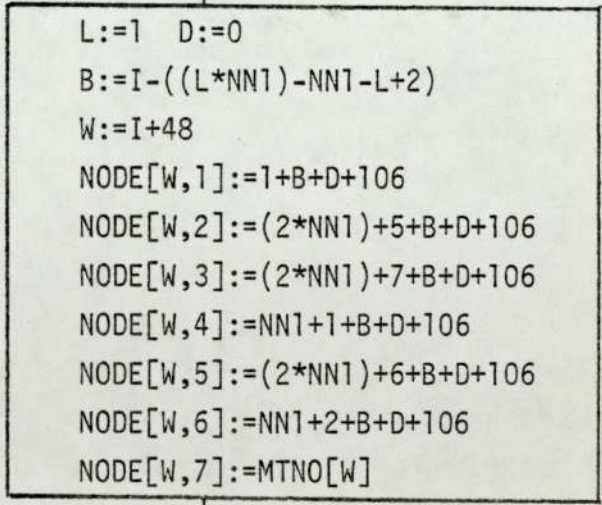 L:=1 D:=0
B:=I-((L*NN1)-NN1-L+2)
W:=I+48
NODE[W,1]:=1+B+D+106
NODE[W,2]:=(2*NN1)+5+B+D+106
NODE[W,3]:=(2*NN1)+7+B+D+106
NODE[W,4]:=NN1+1+B+D+106
NODE[W,5]:=(2*NN1)+6+B+D+106
NODE[W,6]:=NN1+2+B+D+106
NODE[W,7]:=MTNO[W]